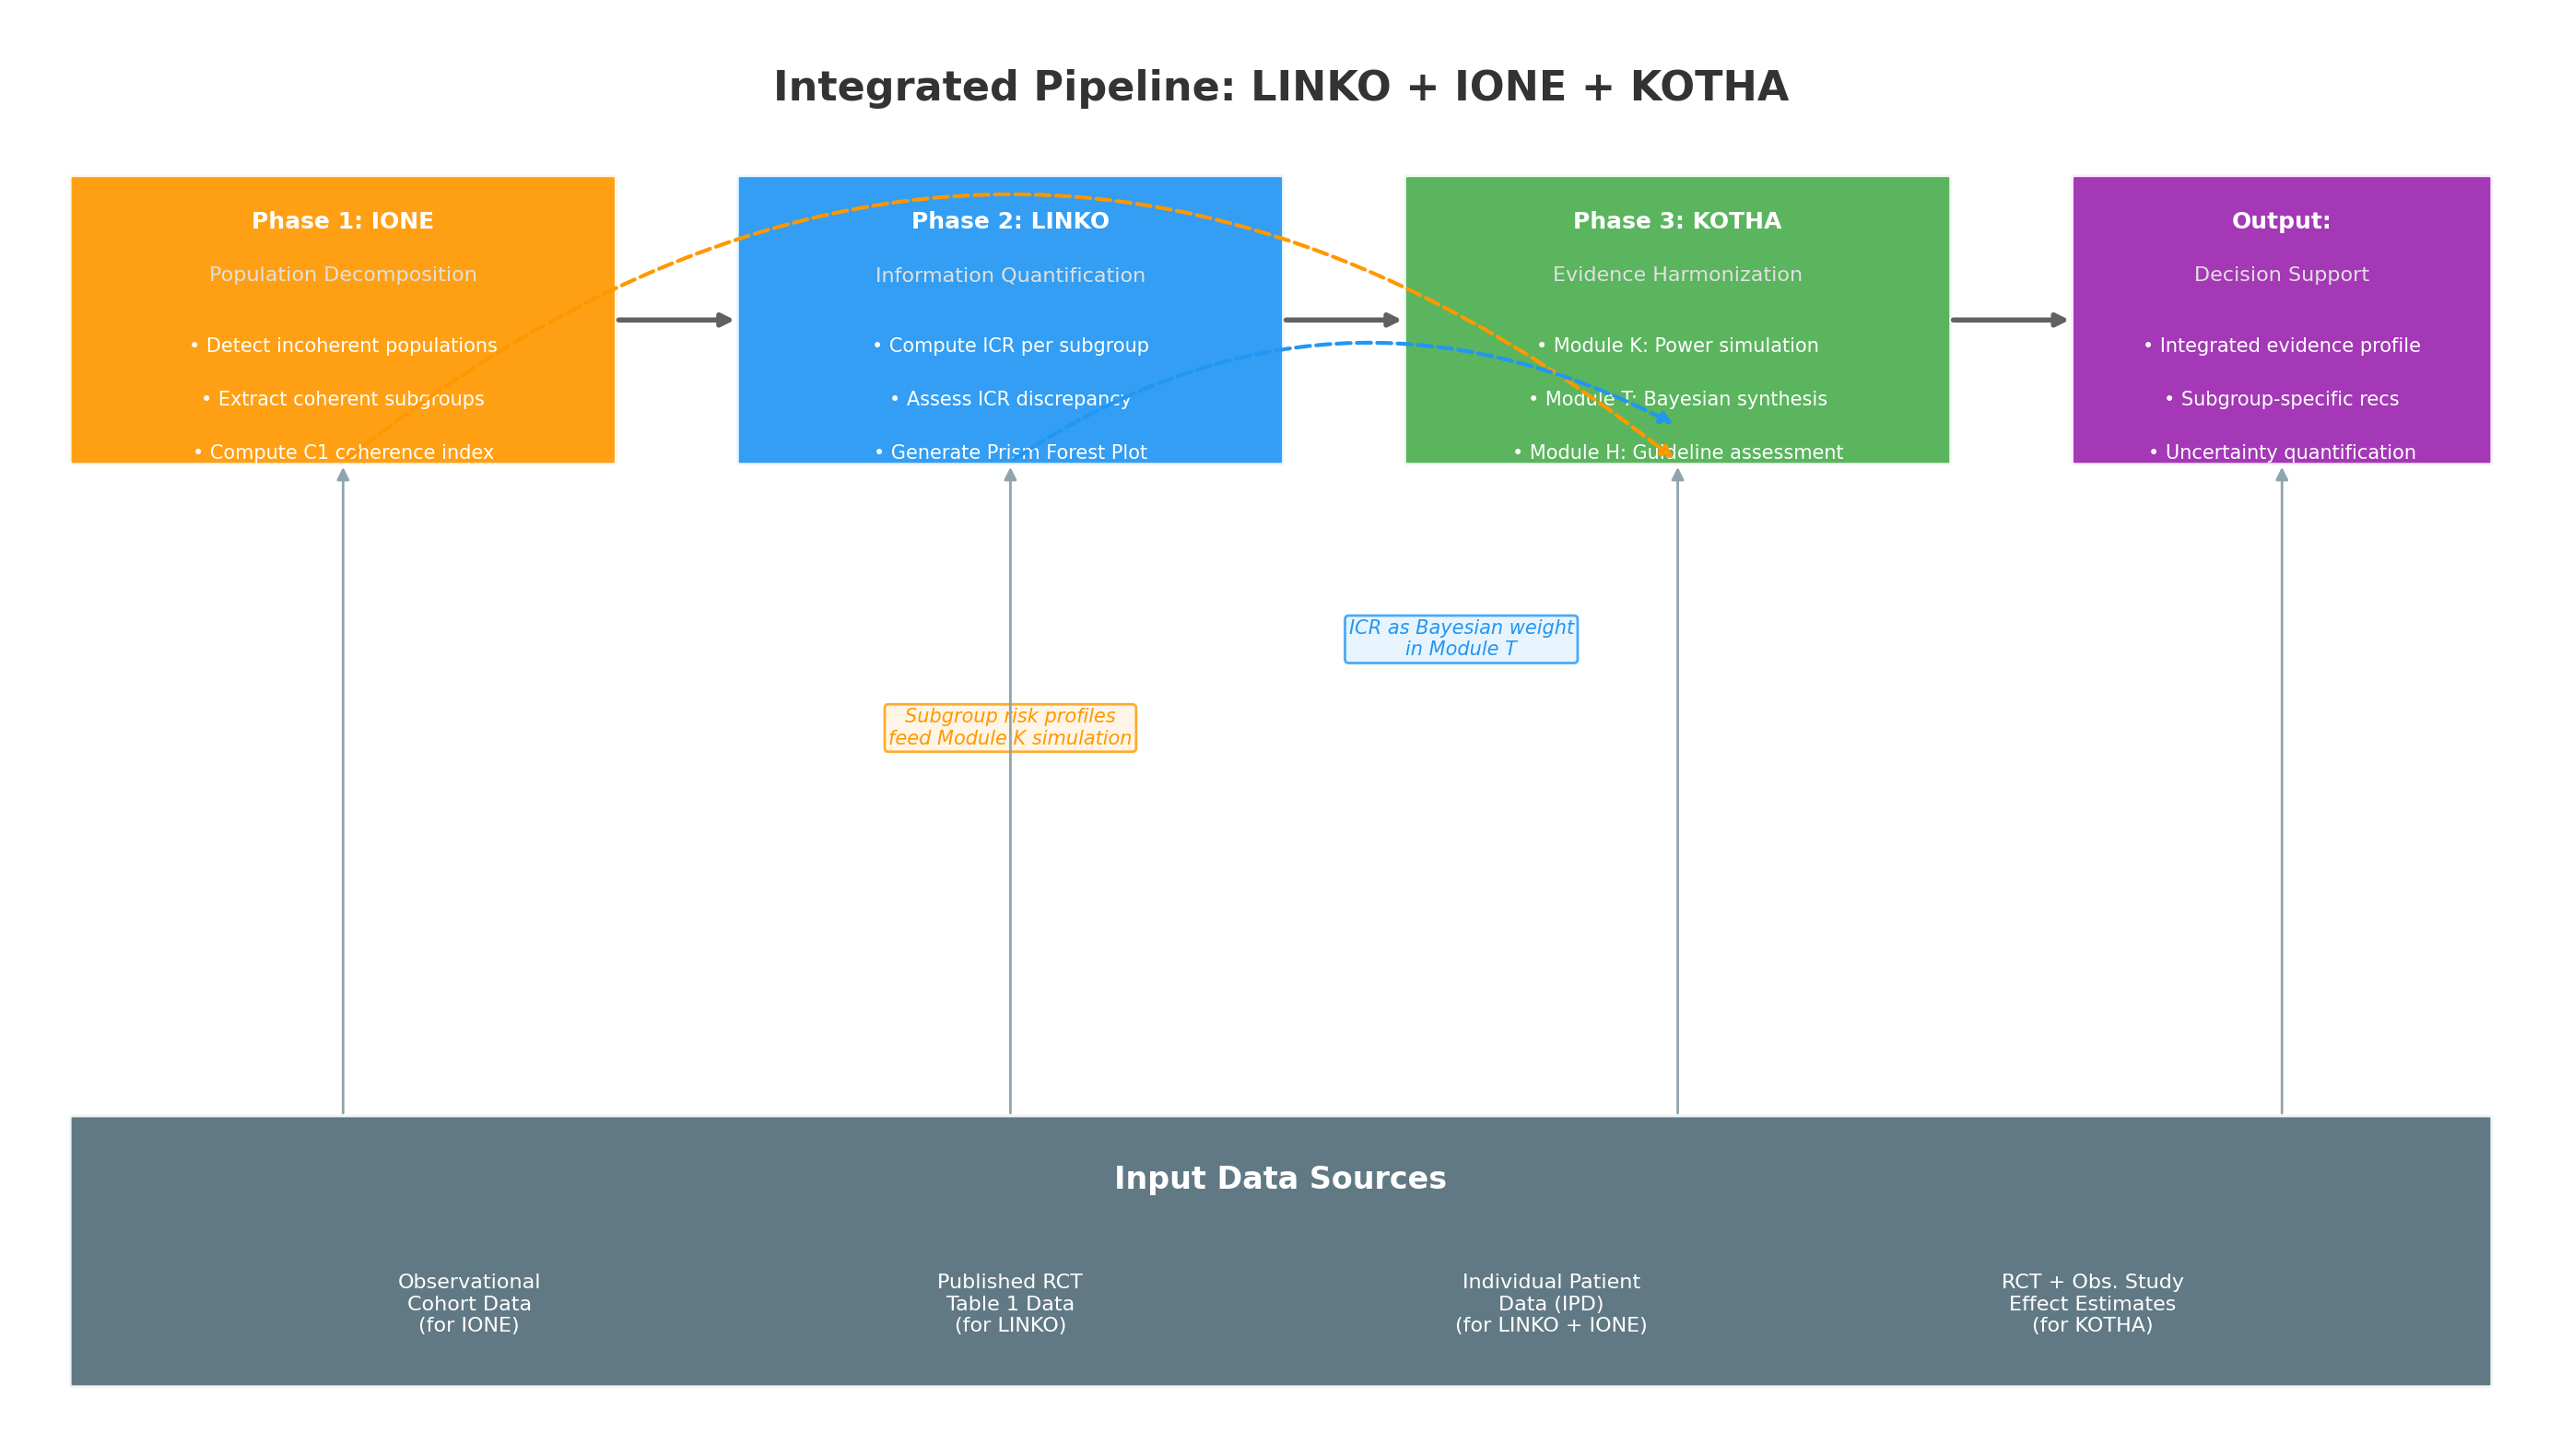 Integrated Pipeline: LINKO + IONE + KOTHA
Phase 1: IONE
Population Decomposition
• Detect incoherent populations
• Extract coherent subgroups
• Compute C1 coherence index
Phase 2: LINKO
Information Quantification
• Compute ICR per subgroup
• Assess ICR discrepancy
• Generate Prism Forest Plot
Phase 3: KOTHA
Evidence Harmonization
• Module K: Power simulation
• Module T: Bayesian synthesis
• Module H: Guideline assessment
Output:
Decision Support
• Integrated evidence profile
• Subgroup-specific recs
• Uncertainty quantification
ICR as Bayesian weight
in Module T
Subgroup risk profiles
feed Module K simulation
Input Data Sources
Observational
Cohort Data
(for IONE)
Published RCT
Table 1 Data
(for LINKO)
Individual Patient
Data (IPD)
(for LINKO + IONE)
RCT + Obs. Study
Effect Estimates
(for KOTHA)